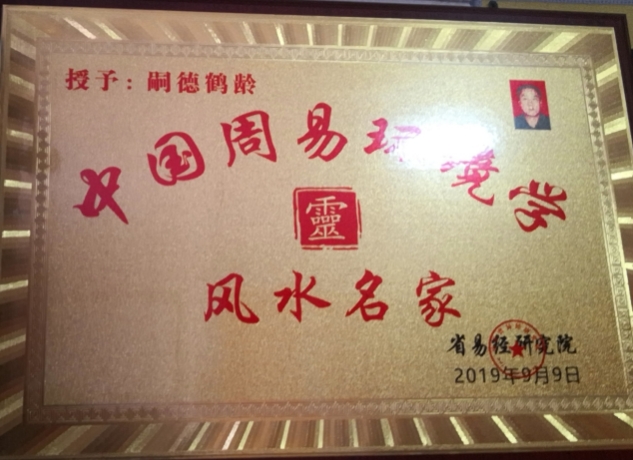 授予：嗣德鹤龄
中国周易环境学
靈
风水名家
省易经研究院
2019年9月9日